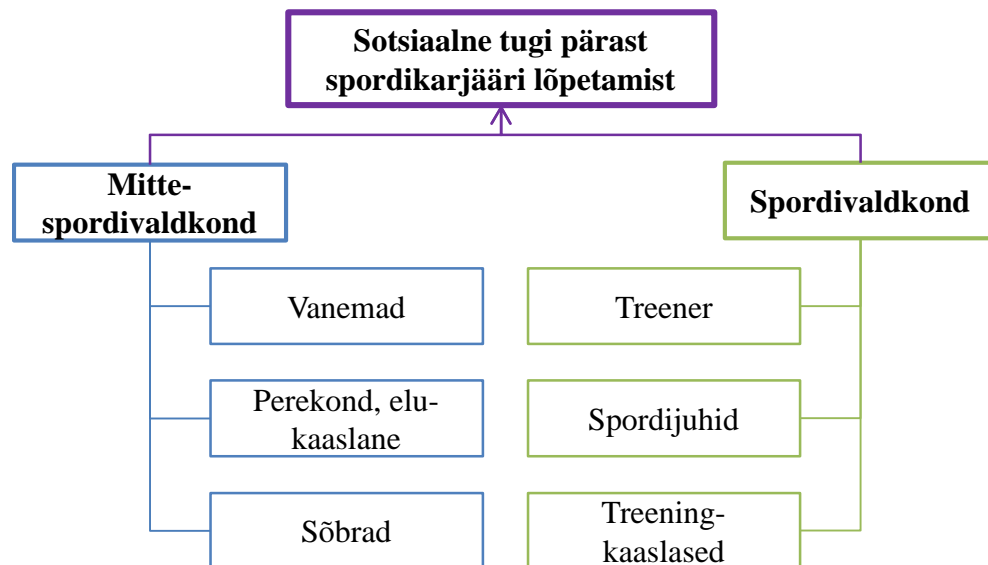 Sotsiaalne tugi pärast
spordikarjääri lõpetamist
Mitte-
spordivaldkond
Spordivaldkond
Vanemad
Treener
Perekond, elu-
kaaslane
Spordijuhid
Sõbrad
Treening-
kaaslased